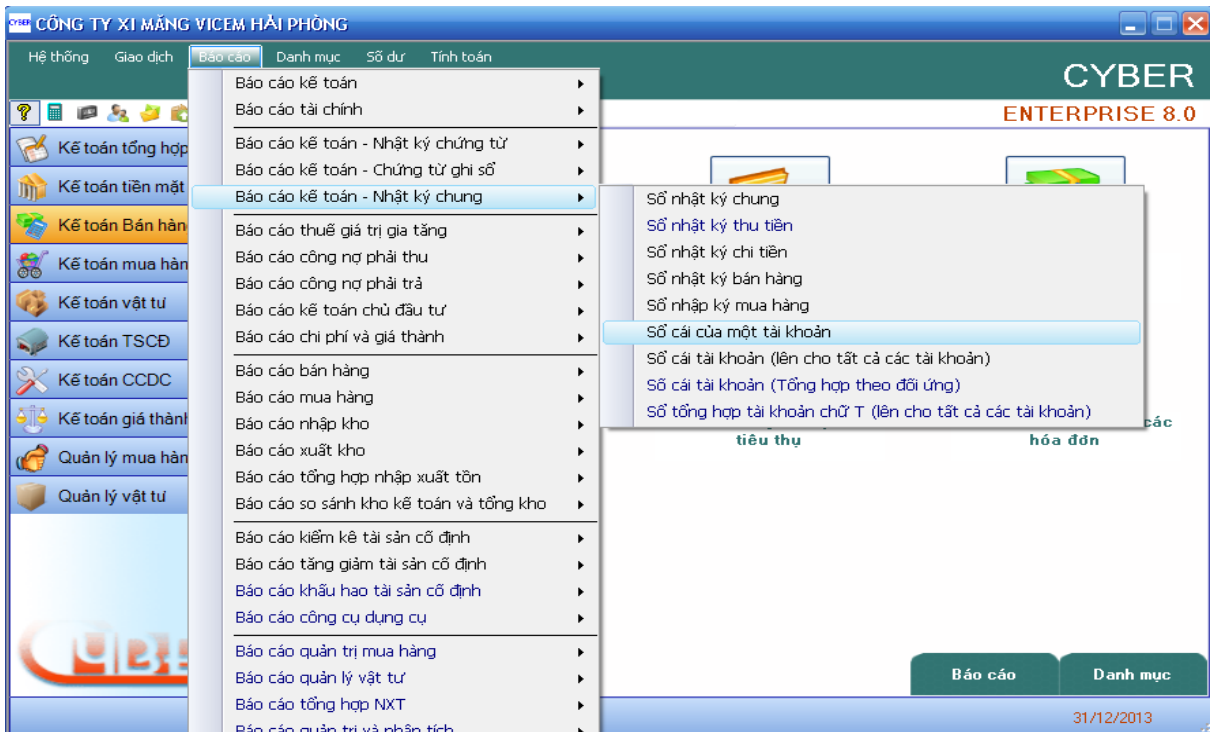 CYBER CÔNG TY XI MĂNG VICEM HẢI PHÒNG
Hệ thống Giao dịch Báo cáo Danh mục Số dư Tính toán
CYBER
ENTERPRISE 8.0
Kế toán tổng hợp
Kế toán tiền mặt
Kế toán Bán hàn
Kế toán mua hàn
Kế toán vật tư
Kế toán TSCĐ
Kế toán CCDC
Kế toán giá thành
Quản lý mua hàn
Quản lý vật tư
Báo cáo kế toán
Báo cáo tài chính
Báo cáo kế toán - Nhật ký chứng từ
Báo cáo kế toán - Chứng từ ghi sổ
Báo cáo kế toán - Nhật ký chung
Báo cáo thuế giá trị gia tăng
Báo cáo công nợ phải thu
Báo cáo công nợ phải trả
Báo cáo kế toán chủ đầu tư
Báo cáo chi phí và giá thành
Báo cáo bán hàng
Báo cáo mua hàng
Báo cáo nhập kho
Báo cáo xuất kho
Báo cáo tổng hợp nhập xuất tồn
Báo cáo so sánh kho kế toán và tổng kho
Báo cáo kiểm kê tài sản cố định
Báo cáo tăng giảm tài sản cố định
Báo cáo khấu hao tài sản cố định
Báo cáo công cụ dụng cụ
Báo cáo quản trị mua hàng
Báo cáo quản lý vật tư
Báo cáo tổng hợp NXT
Báo cáo quản trị và phân tích
Sổ nhật ký chung
Sổ nhật ký thu tiền
Sổ nhật ký chi tiền
Sổ nhật ký bán hàng
Sổ nhập ký mua hàng
Sổ cái của một tài khoản
Sổ cái tài khoản (lên cho tất cả các tài khoản)
Sổ cái tài khoản (Tổng hợp theo đối ứng)
Sổ tổng hợp tài khoản chữ T (lên cho tất cả các tài khoản)
các
tiêu thụ
hóa đơn
Báo cáo Danh mục
31/12/2013